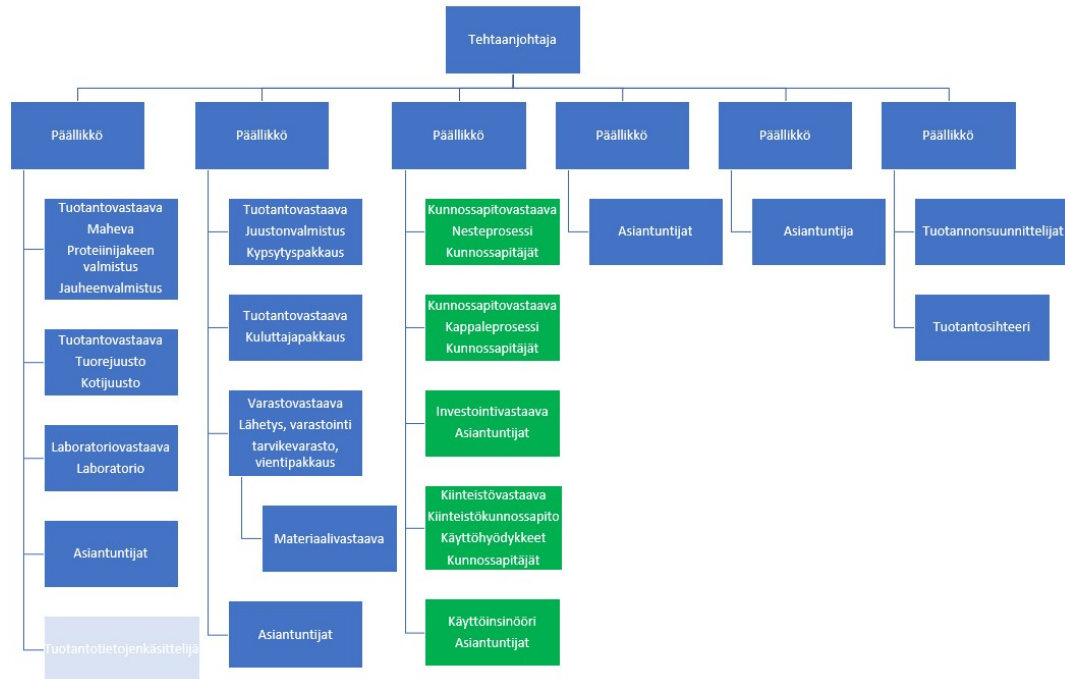 Tehtaanjohtaja
Päällikkö
Päällikkö
Päällikkö
Päällikkö
Päällikkö
Päällikkö
Tuotantovastaava
Maheva
Proteiinijakeen
valmistus
Jauheenvalmistus
Tuotantovastaava
Tuorejuusto
Kotijuusto
Laboratoriovastaava
Laboratorio
Asiantuntijat
Tuotantotietojenkäsittelijä
Tuotantovastaava
Juustonvalmistus
Kypsytyspakkaus
Tuotantovastaava
Kuluttajapakkaus
Varastovastaava
Lähetys, varastointi
tarvikevarasto,
vientipakkaus
Materiaalivastaava
Asiantuntijat
Kunnossapitovastaava
Nesteprosessi
Kunnossapitäjät
Kunnossapitovastaava
Kappaleprosessi
Kunnossapitäjät
Investointivastaava
Asiantuntijat
Kiinteistövastaava
Kiinteistökunnossapito
Käyttöhyödykkeet
Kunnossapitäjät
Käyttöinsinööri
Asiantuntijat
Asiantuntijat
Asiantuntija
Tuotannonsuunnittelijat
Tuotantosihteeri